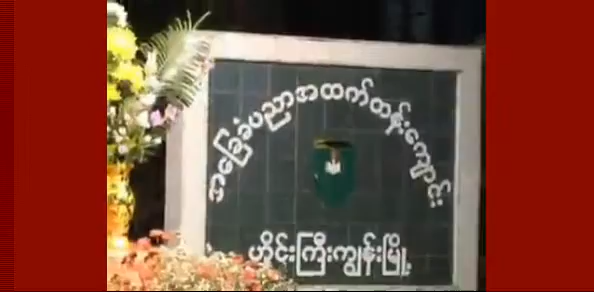 အခြေခံပညာအထက်တန်းကျောင်း
ဟိုင်းကြီးကျွန်းမြို့